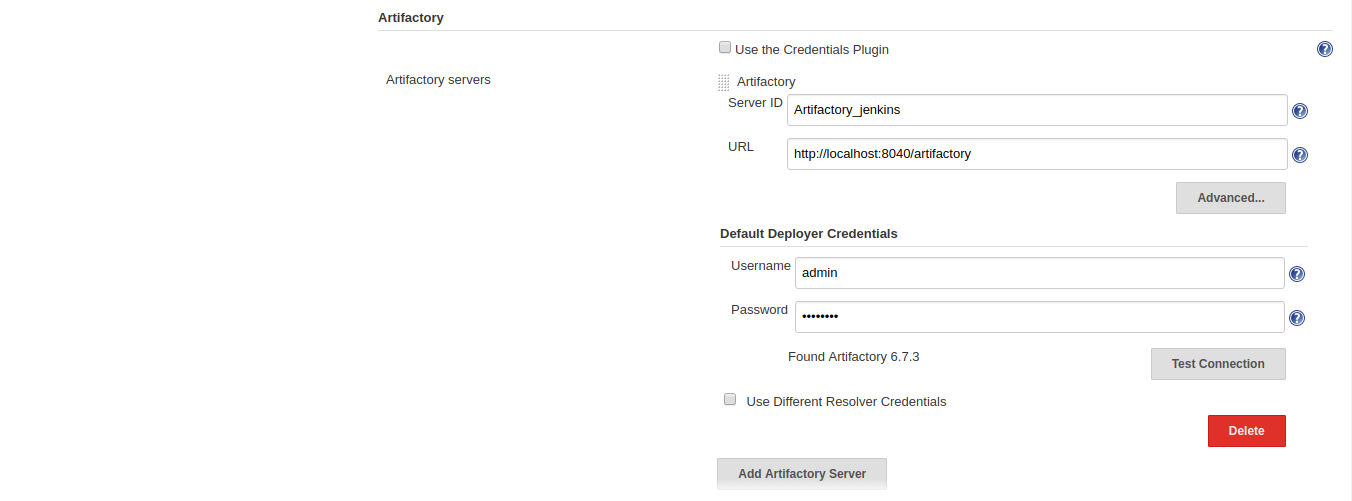 Artifactory
Use the Credentials Plugin
Artifactory servers
Artifactory
Server ID
Artifactory_jenkins
URL
http://localhost:8040/artifactory
Advanced...
Default Deployer Credentials
Username
admin
Password
••••••••
Found Artifactory 6.7.3
Test Connection
Use Different Resolver Credentials
Delete
Add Artifactory Server